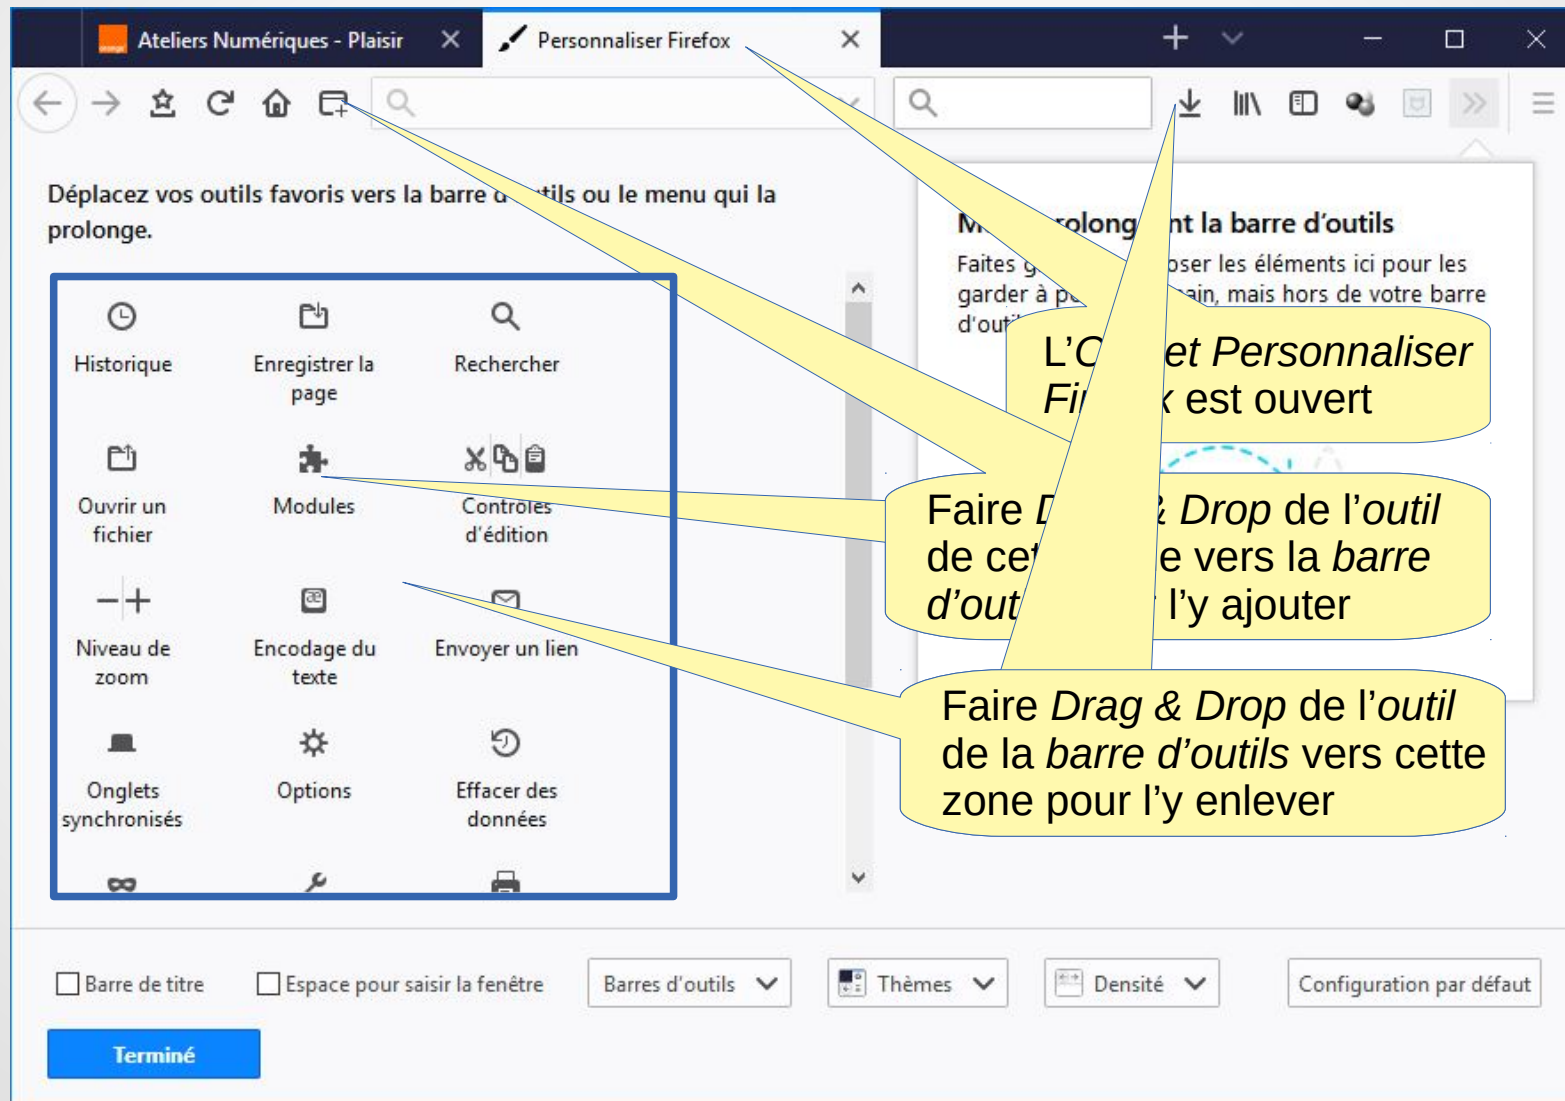 Ateliers Numériques - Plaisir
Personnaliser Firefox
Déplacez vos outils favoris vers la barre d' tils ou le menu qui la
prolonge.
nt la barre d'outils
Faites les éléments ici pour les
garder à mais hors de votre barre
Historique
Enregistrer la
page
Rechercher
Ouvrir un
fichier
Modules
Contrôles
d'édition
Niveau de
zoom
Encodage du
texte
Envoyer un lien
Onglets
synchronisés
Options
Effacer des
données
L'O et Personnaliser
Fi x est ouvert
Faire D & Drop de l'outil
de cet e vers la barre
d'out l'y ajouter
Faire Drag & Drop de l'outil
de la barre d'outils vers cette
zone pour l'y enlever
Barre de titre
Espace pour saisir la fenêtre
Barres d'outils
Thèmes
Densité
Configuration par défaut
Terminé